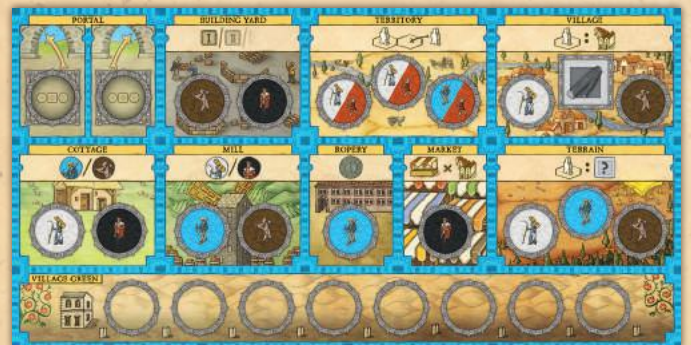 PORTAL
BUILDING YARD
TERRITORY
VILLAGE
COTTAGE
MILL
ROPERY
MARKET
TERRAIN
?
VILLAGE GREEN